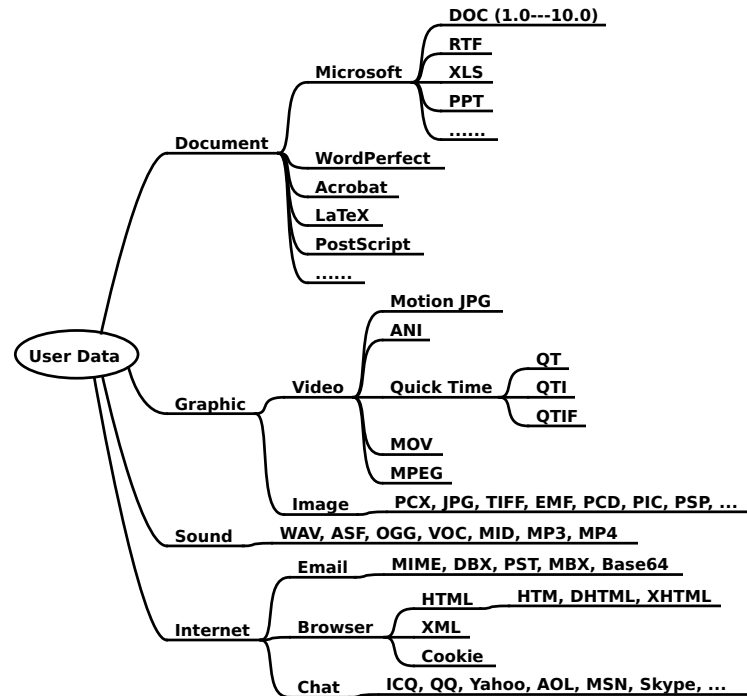 DOC (1.0---10.0)
RTF
Microsoft
XLS
PPT
......
Document
WordPerfect
Acrobat
LaTeX
PostScript
......
Motion JPG
ANI
User Data
QT
Video
Quick Time
QTI
Graphic
QTIF
MOV
MPEG
Image
PCX, JPG, TIFF, EMF, PCD, PIC, PSP, ...
Sound
WAV, ASF, OGG, VOC, MID, MP3, MP4
Email
MIME, DBX, PST, MBX, Base64
HTML
HTM, DHTML, XHTML
Internet
Browser
XML
Cookie
Chat
ICQ, QQ, Yahoo, AOL, MSN, Skype, ...